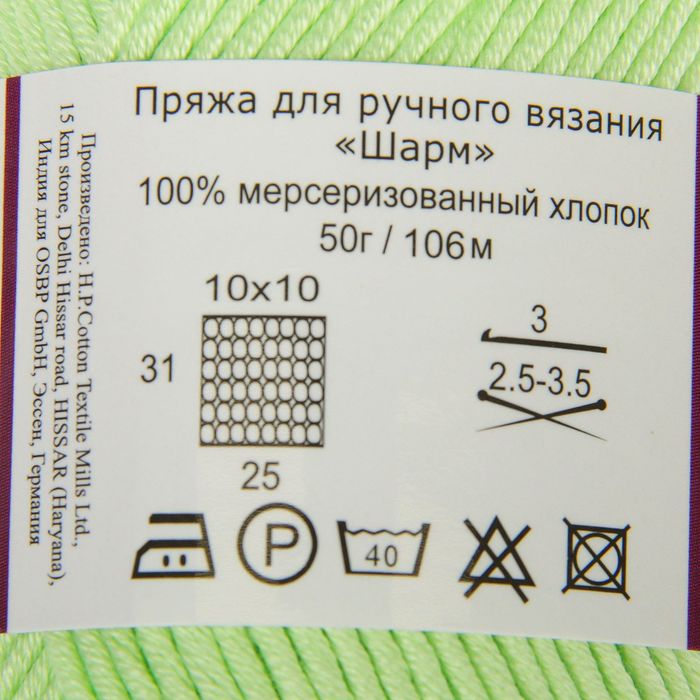 Пряжа для ручного вязания
«Шарм»
100% мерсеризованный хлопок
50г / 106м
10x10
31
25
3
2.5-3.5
P
40
Произведено: H.P.Cotton Textile Mills Ltd.,
15 km stone, Delhi Hissar road, HISSAR (Haryana),
Индия для OSBP GmbH, Эссен, Германия